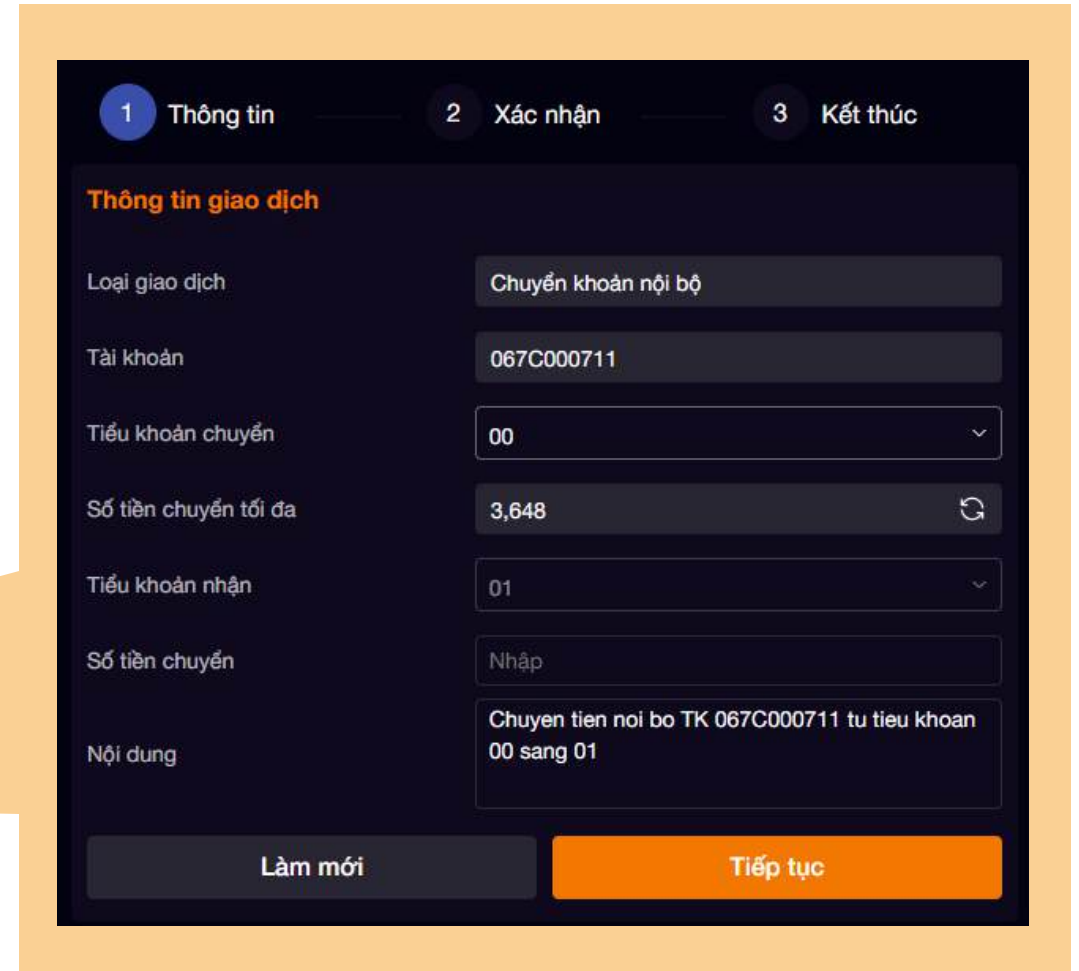 1 Thông tin 2 Xác nhận 3 Kết thúc
Thông tin giao dịch
Loại giao dịch Chuyển khoản nội bộ
Tài khoản 067C000711
Tiểu khoản chuyển 00
Số tiền chuyển tối đa 3,648
Tiểu khoản nhận 01
Số tiền chuyển Nhập
Nội dung Chuyen tien noi bo TK 067C000711 tu tieu khoan
00 sang 01
Làm mới Tiếp tục